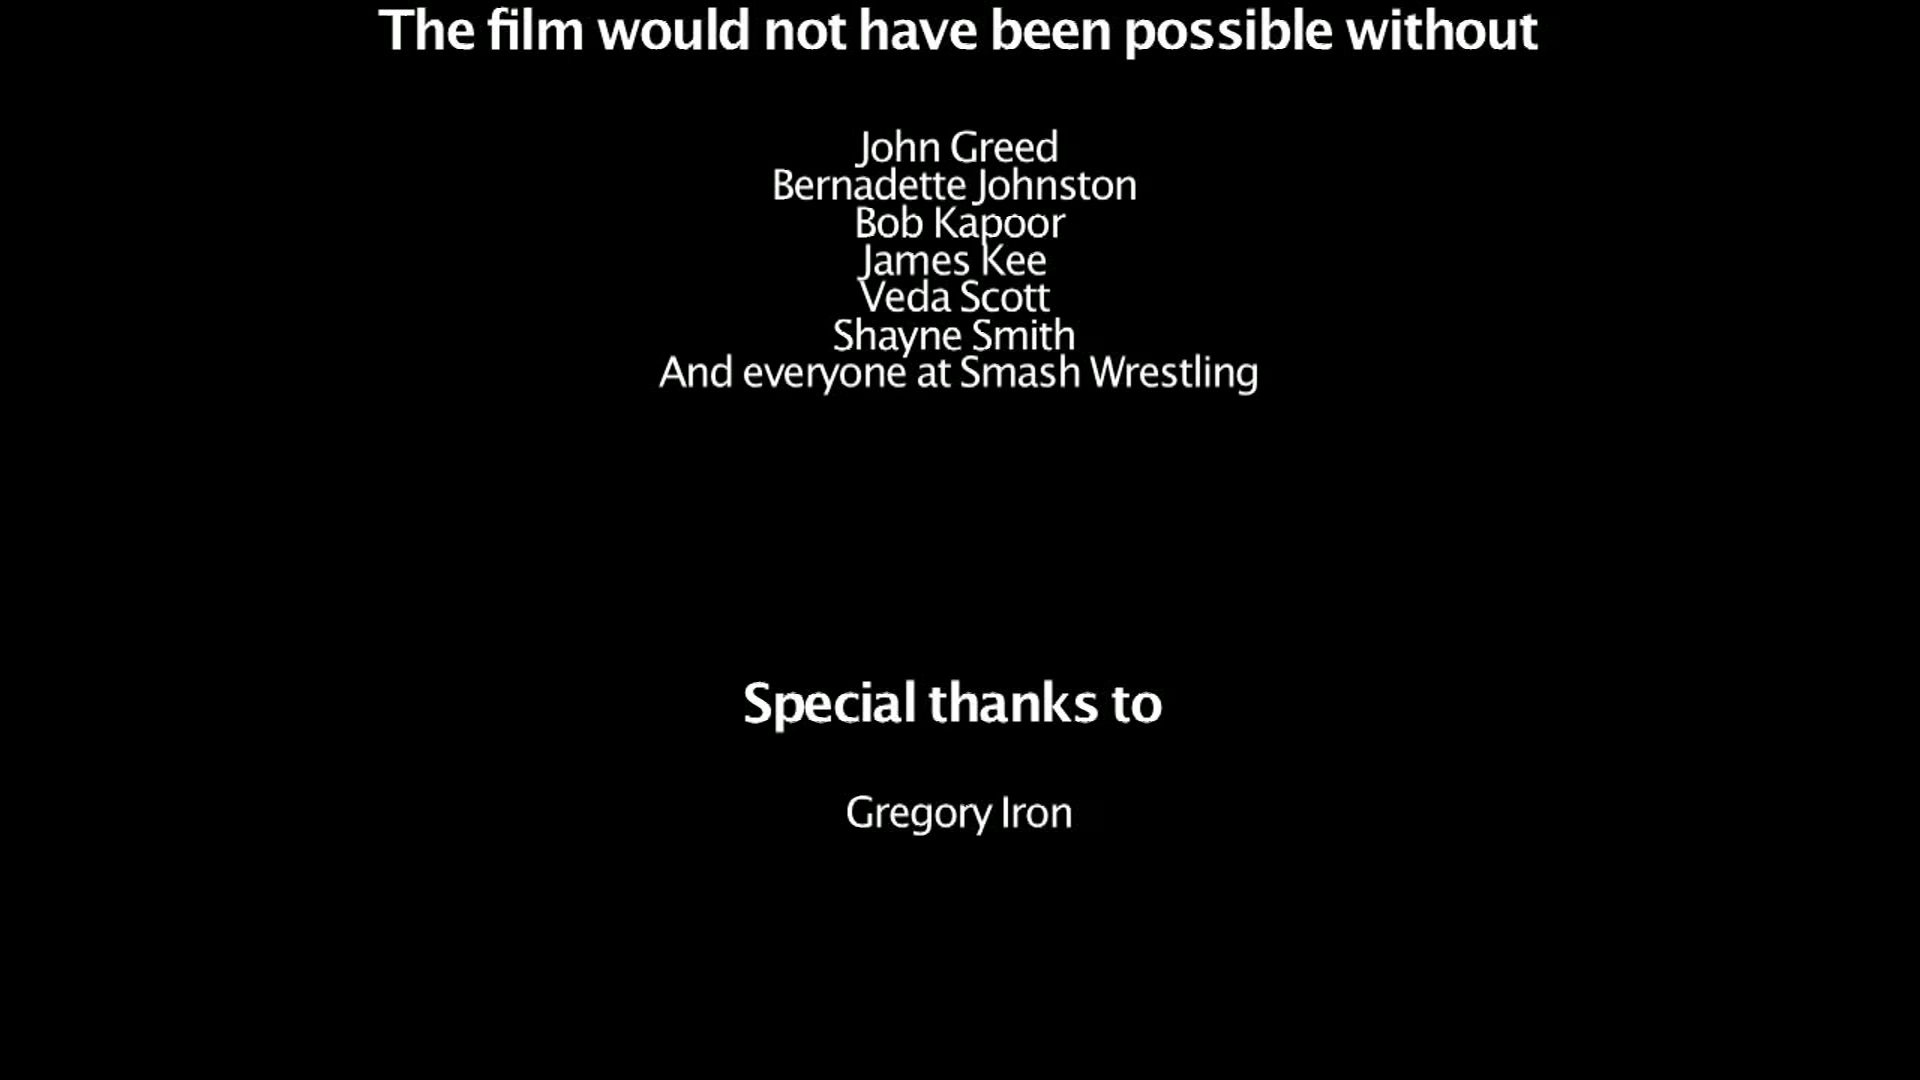 The film would not have been possible without
John Greed
Bernadette Johnston
Bob Kapoor
James Kee
Veda Scott
Shayne Smith
And everyone at Smash Wrestling
Special thanks to
Gregory Iron